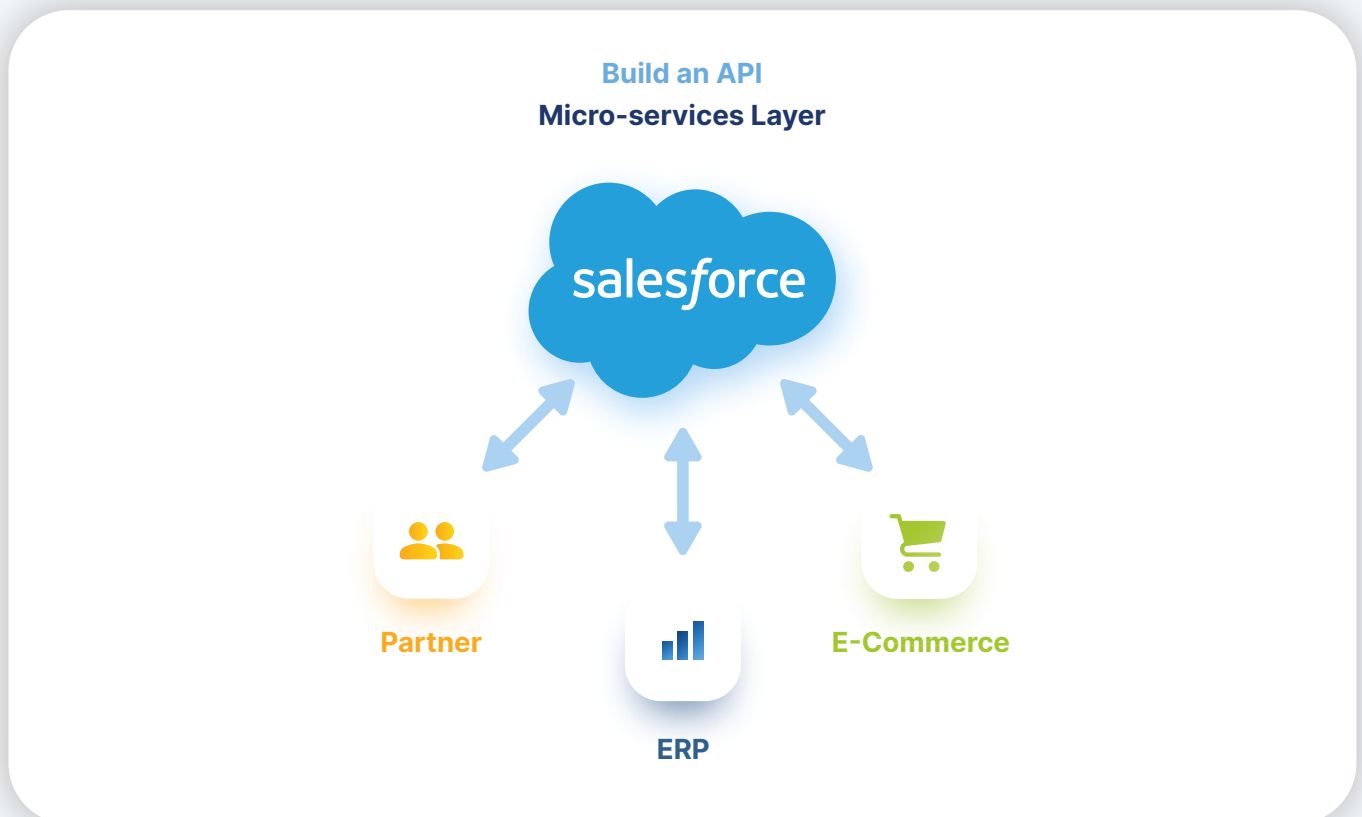 Build an API
Micro-services Layer
salesforce
Partner
E-Commerce
ERP